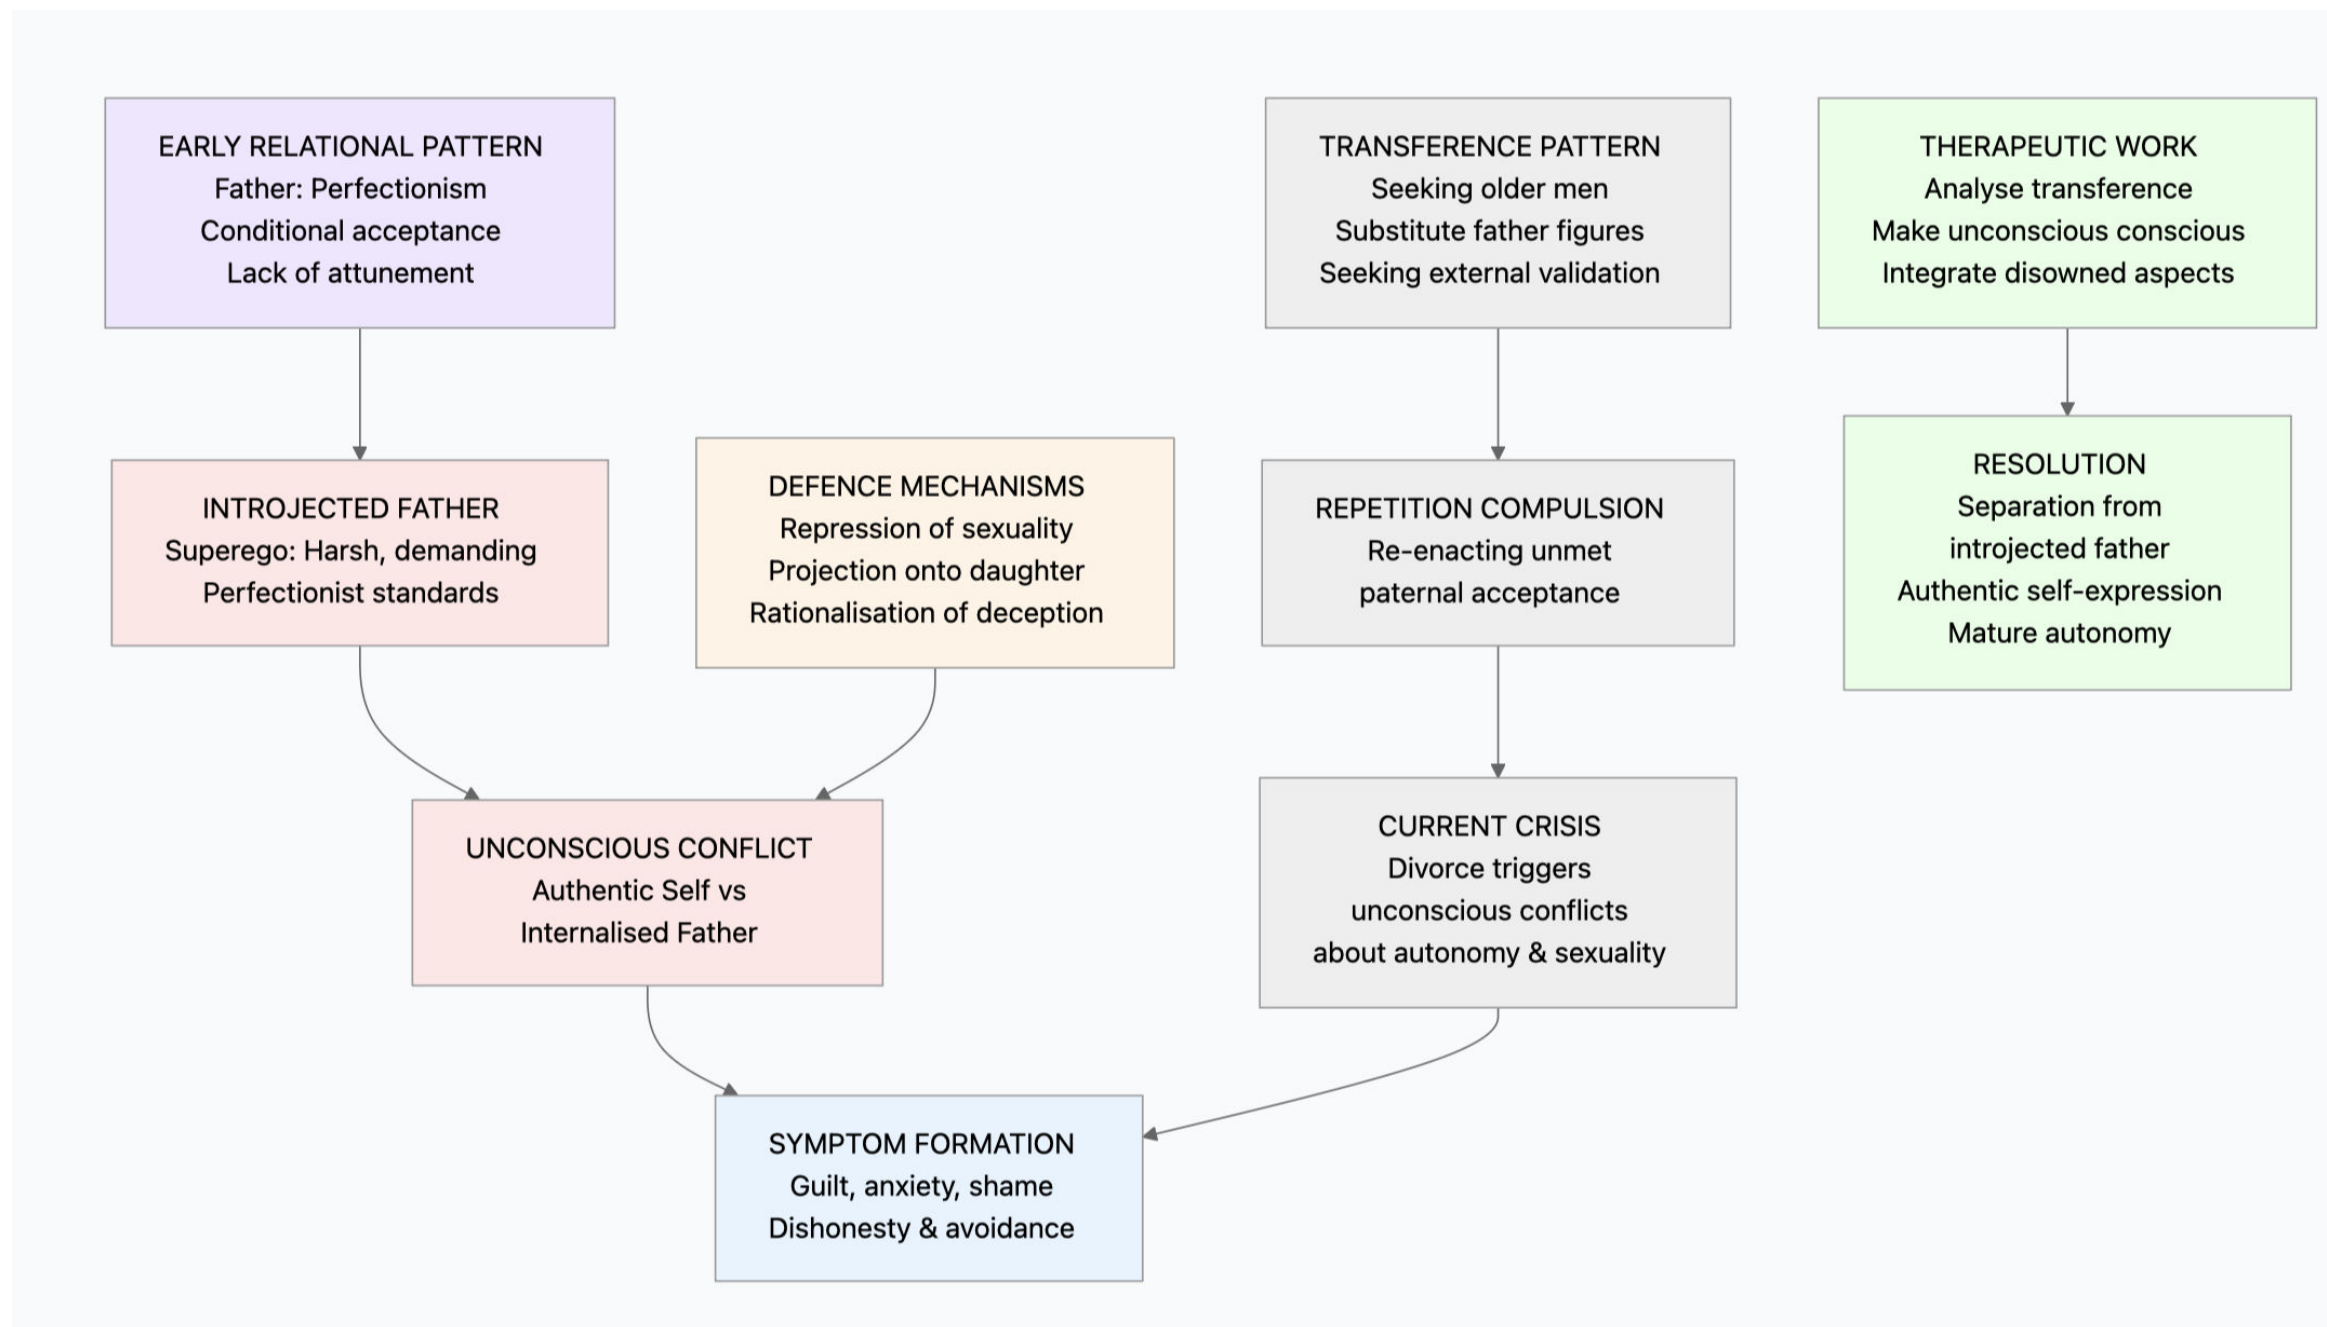 EARLY RELATIONAL PATTERN
Father: Perfectionism
Conditional acceptance
Lack of attunement
TRANSFERENCE PATTERN
Seeking older men
Substitute father figures
Seeking external validation
THERAPEUTIC WORK
Analyse transference
Make unconscious conscious
Integrate disowned aspects
INTROJECTED FATHER
Superego: Harsh, demanding
Perfectionist standards
DEFENCE MECHANISMS
Repression of sexuality
Projection onto daughter
Rationalisation of deception
REPETITION COMPULSION
Re-enacting unmet
paternal acceptance
RESOLUTION
Separation from
introjected father
Authentic self-expression
Mature autonomy
UNCONSCIOUS CONFLICT
Authentic Self vs
Internalised Father
CURRENT CRISIS
Divorce triggers
unconscious conflicts
about autonomy & sexuality
SYMPTOM FORMATION
Guilt, anxiety, shame
Dishonesty & avoidance